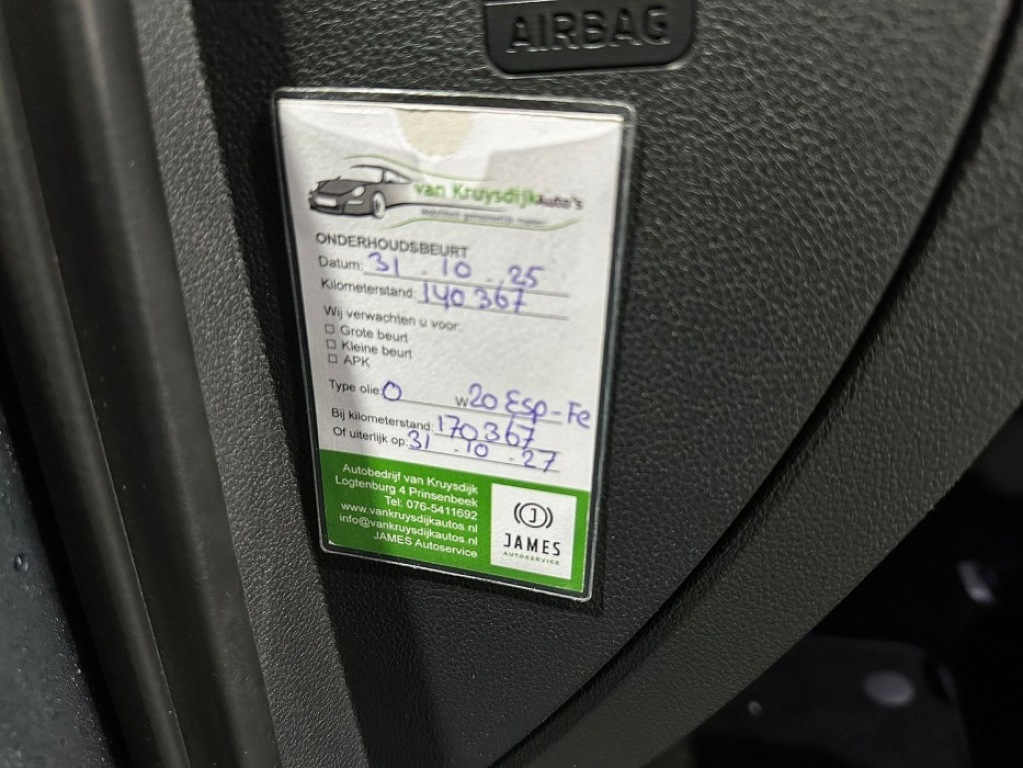 AIRBAG
van Kruysdijk auto's
ONDERHOUDSBEURT
Datum: 31.10.25
Kilometerstand: 140 367
Wij verwachten u voor:
Grote beurt
Kleine beurt
APK
Type olie: 0 W 20 ESP-FE
Bij kilometerstand: 170 367
Of uiterlijk op: 31.10.27
Autobedrijf van Kruysdijk
Logtenburg 4 Prinsenbeek
Tel: 076-5411692
www.vankruysdijkautos.nl
info@vankruysdijkautos.nl
JAMES Autoservice
J
JAMES
AUTOSERVICE